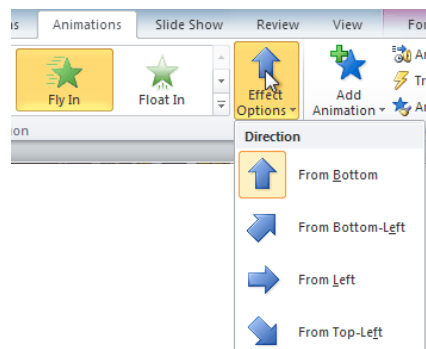 Animations Slide Show Review View
Fly In Float In Effect Options Add Animation
Direction
From Bottom
From Bottom-Left
From Left
From Top-Left